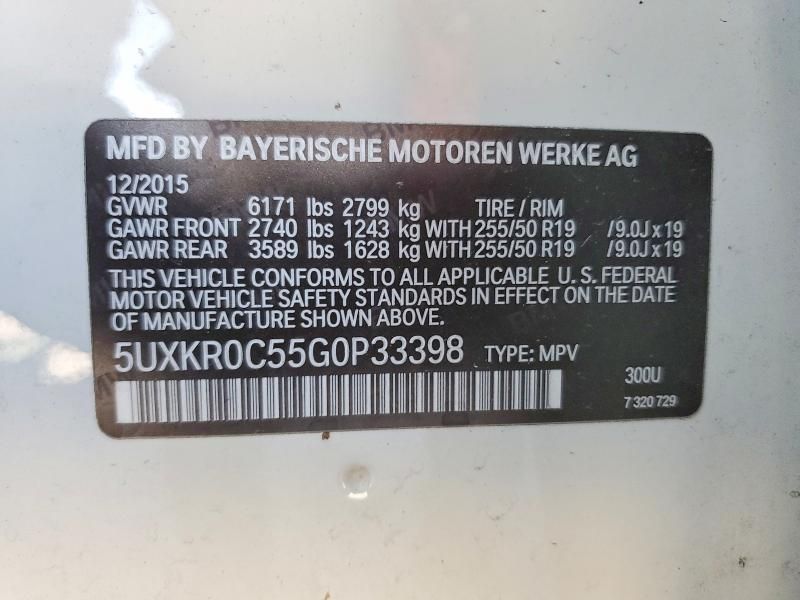 MFD BY BAYERISCHE MOTOREN WERKE AG
12/2015
GVWR 6171 lbs 2799 kg TIRE / RIM
GAWR FRONT 2740 lbs 1243 kg WITH 255/50 R19 /9.0J x 19
GAWR REAR 3589 lbs 1628 kg WITH 255/50 R19 /9.0J x 19
THIS VEHICLE CONFORMS TO ALL APPLICABLE U. S. FEDERAL
MOTOR VEHICLE SAFETY STANDARDS IN EFFECT ON THE DATE
OF MANUFACTURE SHOWN ABOVE.
5UXKR0C55G0P33398 TYPE: MPV
300U
7 320 729